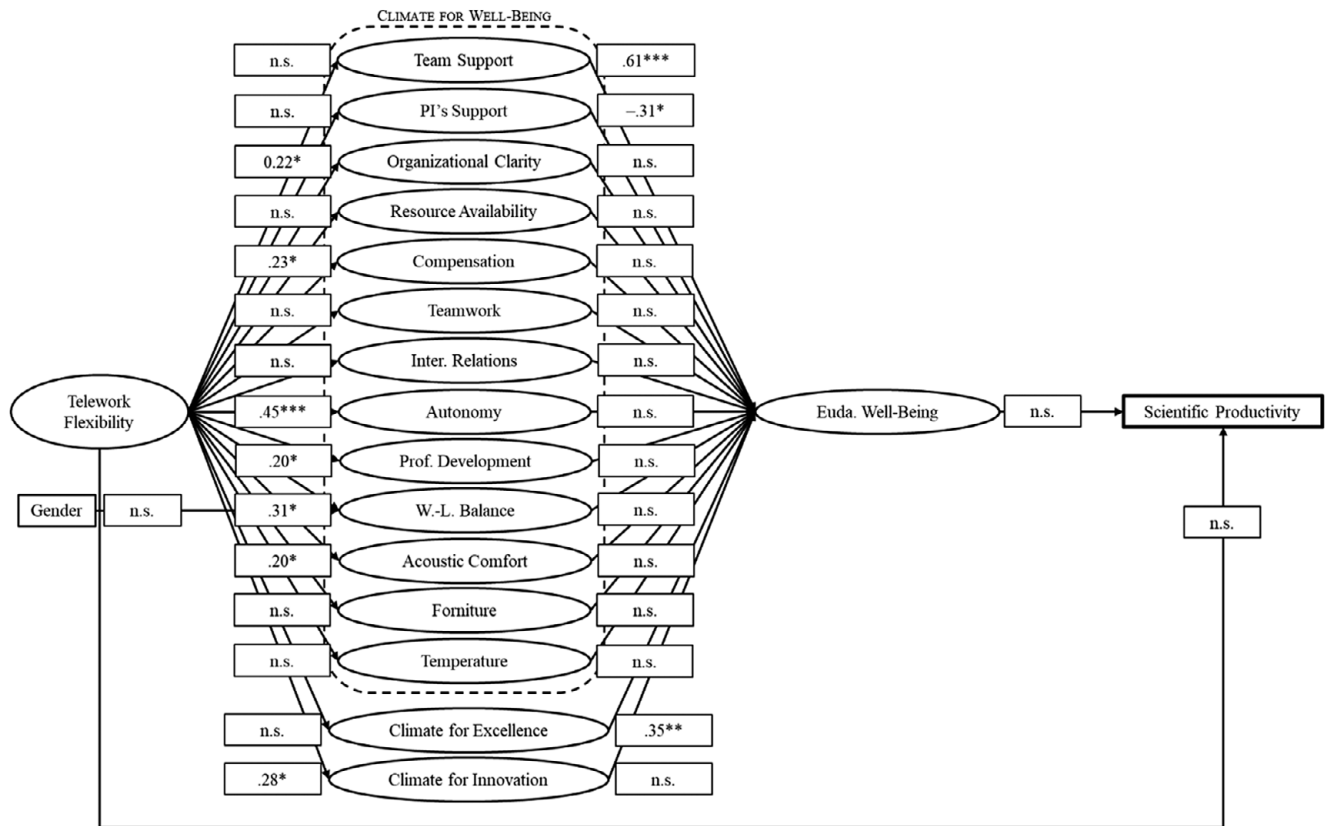 CLIMATE FOR WELL-BEING
n.s.
Team Support
.61***
n.s.
PI's Support
–.31*
0.22*
Organizational Clarity
n.s.
n.s.
Resource Availability
n.s.
.23*
Compensation
n.s.
n.s.
Teamwork
n.s.
n.s.
Inter. Relations
n.s.
Telework
Flexibility
.45***
Autonomy
n.s.
Euda. Well-Being
n.s.
Scientific Productivity
.20*
Prof. Development
n.s.
Gender
n.s.
.31*
W.-L. Balance
n.s.
n.s.
.20*
Acoustic Comfort
n.s.
n.s.
Forniture
n.s.
n.s.
Temperature
n.s.
n.s.
Climate for Excellence
.35**
.28*
Climate for Innovation
n.s.